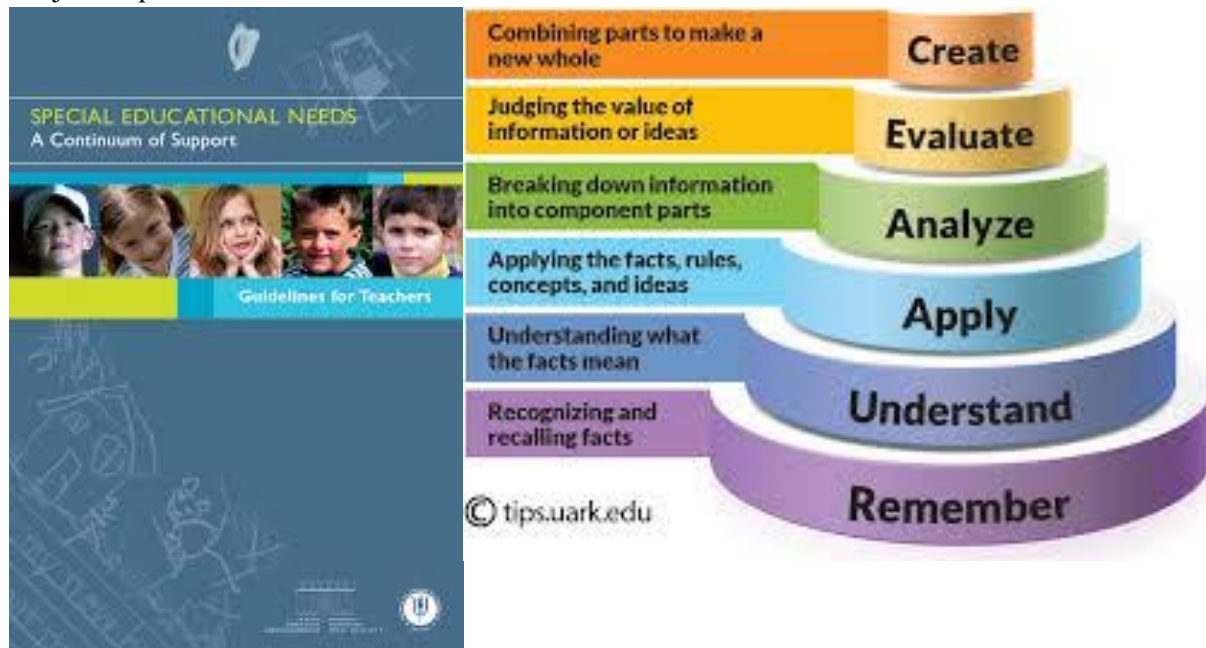 SPECIAL EDUCATIONAL NEEDS
A Continuum of Support
Guidelines for Teachers
Combining parts to make a
new whole
Create
Judging the value of
information or ideas
Evaluate
Breaking down information
into component parts
Analyze
Applying the facts, rules,
concepts, and ideas
Apply
Understanding what
the facts mean
Understand
Recognizing and
recalling facts
Remember
© tips.uark.edu